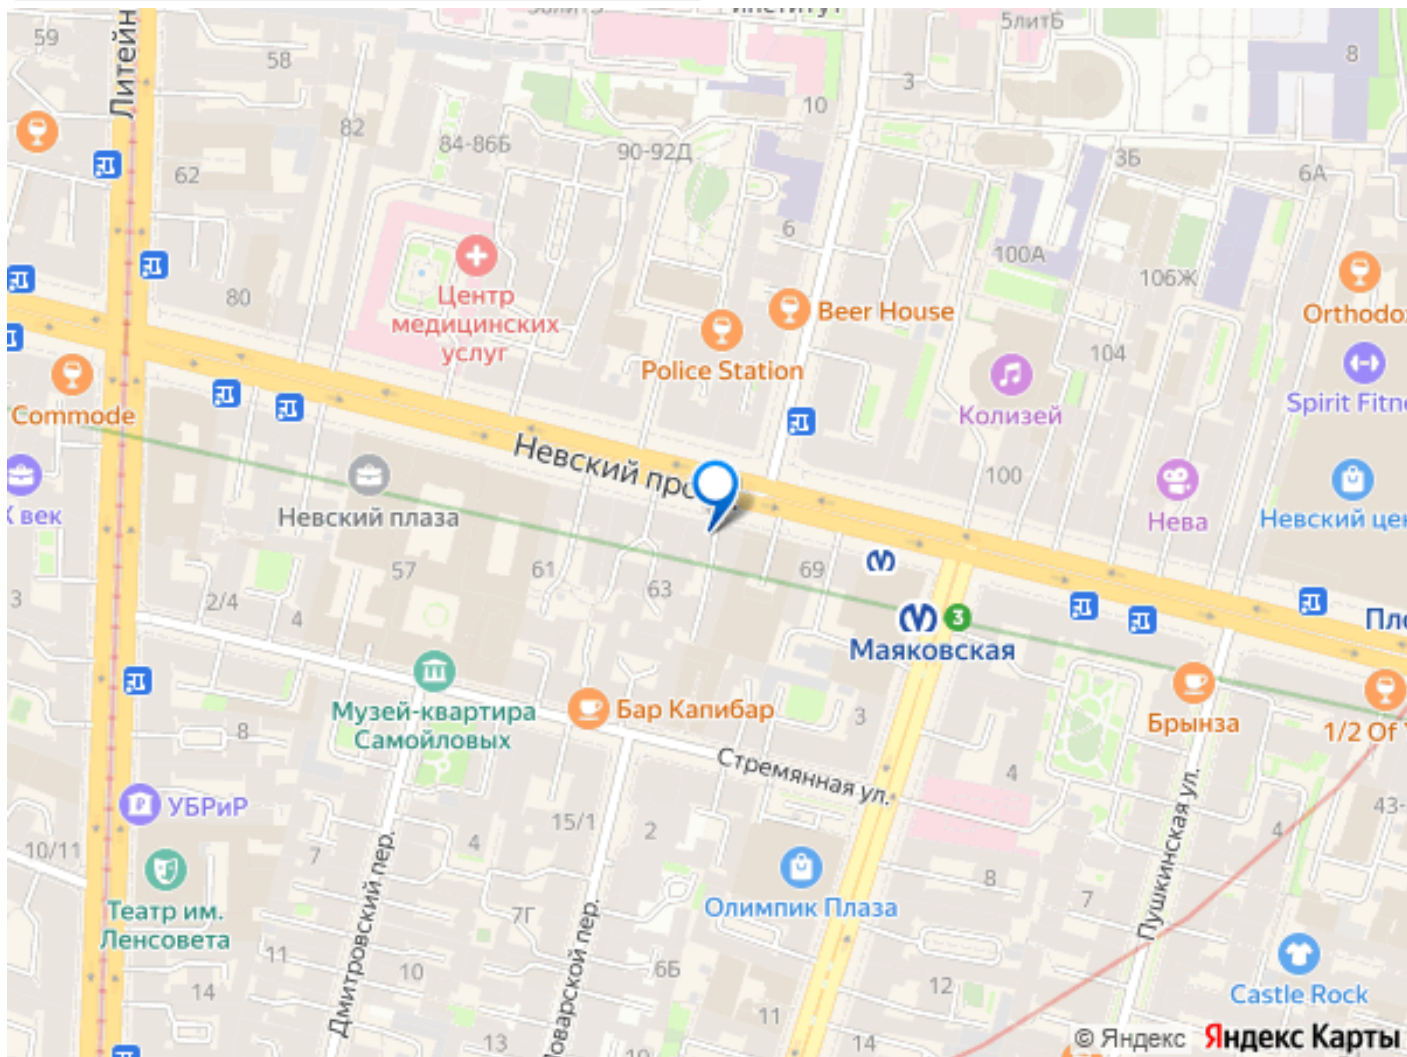 5литБ
59
58
8
Литейн
3
10
82
84-86Б
90-92Д
3Б
62
6А
6
100А
106Ж
80
Центр
медицинских
услуг
Beer House
Orthodo
Police Station
104
Spirit Fitn
Commode
Колизей
Невский про
100
век
Невский плаза
Нева
Невский цен
57
61
63
69
3
2/4
4
3
Маяковская
Пло
Музей-квартира
Самойловых
Бар Капибар
3
Брынза
1/2 Of
8
Стремянная ул.
4
УБРиР
15/1
2
43-
4
10/11
7
4
8
Театр им.
Ленсовета
7Г
Олимпик Плаза
7
Пушкинская ул.
Дмитровский пер.
11
10
6Б
14
12
Castle Rock
Поварской пер.
13
11
14
© Яндекс
Яндекс Карты